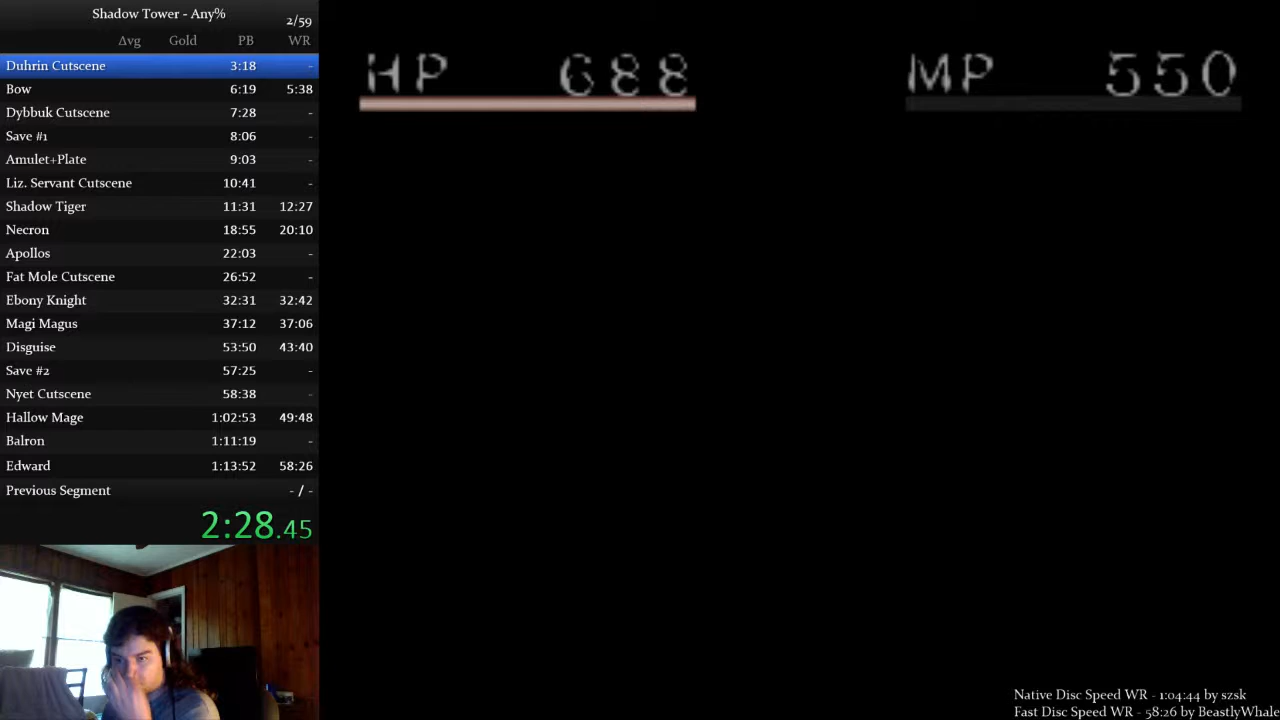 Shadow Tower - Any%
2/59
Δvg Gold PB WR
Duhrin Cutscene 3:18 -
Bow 6:19 5:38
Dybbuk Cutscene 7:28 -
Save #1 8:06 -
Amulet+Plate 9:03 -
Liz. Servant Cutscene 10:41 -
Shadow Tiger 11:31 12:27
Necron 18:55 20:10
Apollos 22:03 -
Fat Mole Cutscene 26:52 -
Ebony Knight 32:31 32:42
Magi Magus 37:12 37:06
Disguise 53:50 43:40
Save #2 57:25 -
Nyet Cutscene 58:38 -
Hallow Mage 1:02:53 49:48
Balron 1:11:19 -
Edward 1:13:52 58:26
Previous Segment - / -
2:28.45
HP 688
MP 550
Native Disc Speed WR - 1:04:44 by szsk
Fast Disc Speed WR - 58:26 by BeastlyWhale